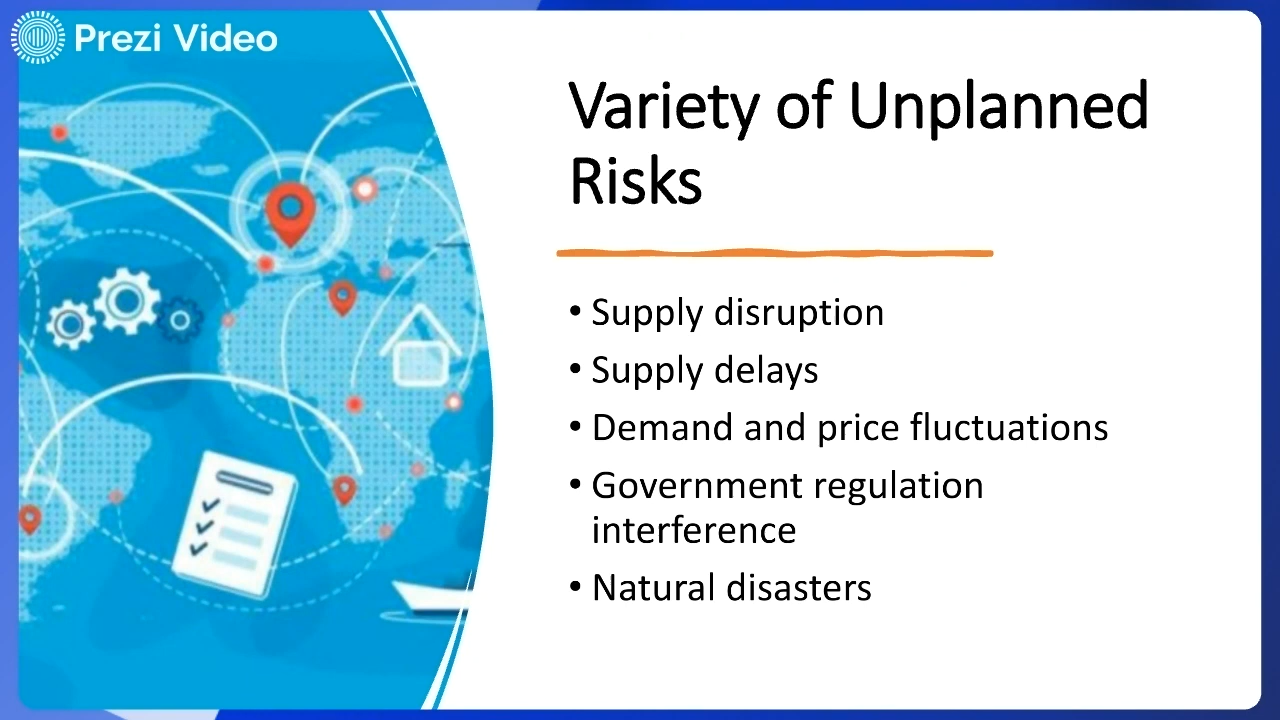 Prezi Video
Variety of Unplanned
Risks
• Supply disruption
• Supply delays
• Demand and price fluctuations
• Government regulation
interference
• Natural disasters